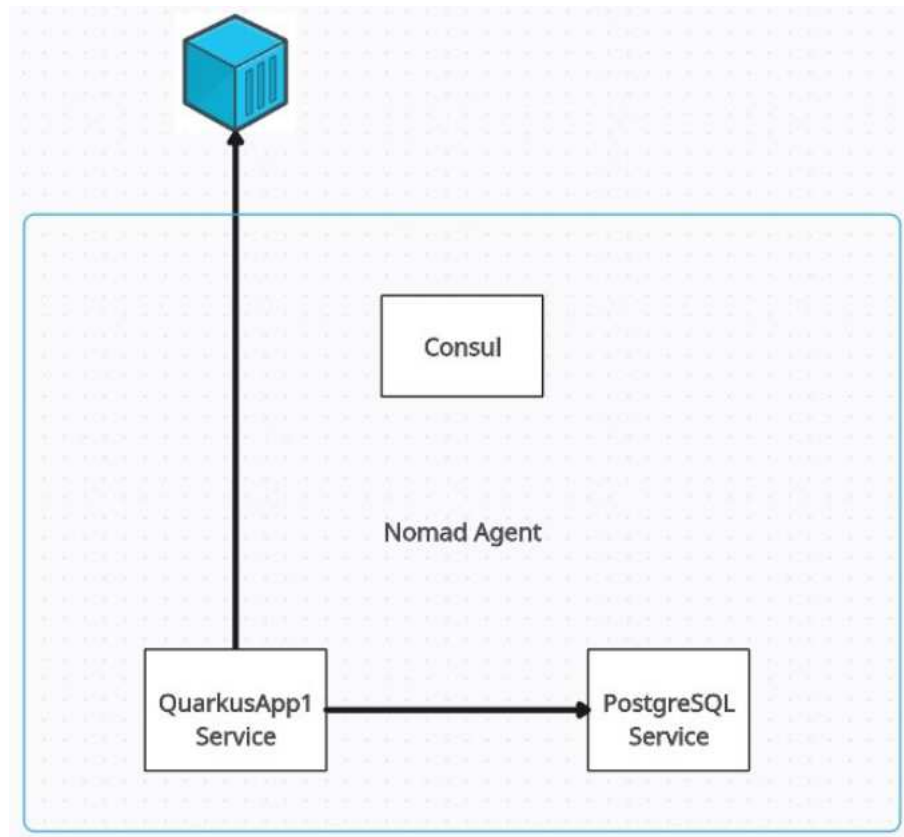 Consul
Nomad Agent
QuarkusApp1
Service
PostgreSQL
Service